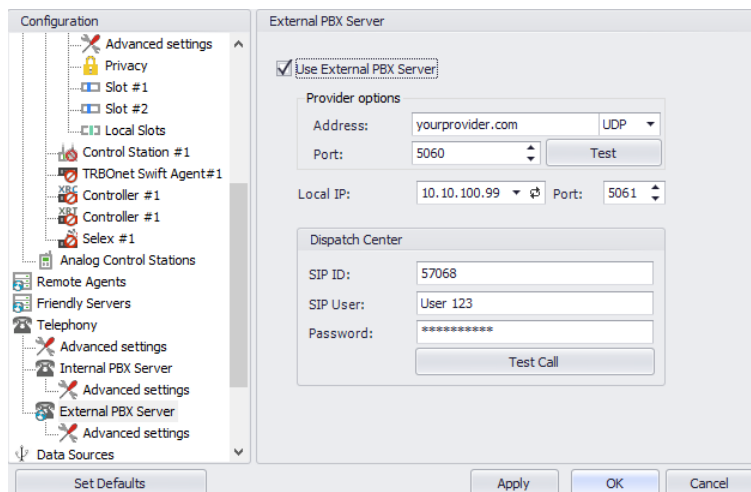 Configuration
Advanced settings
Privacy
Slot #1
Slot #2
Local Slots
Control Station #1
TRBOnet Swift Agent#1
XRC Controller #1
XRT Controller #1
Selex #1
Analog Control Stations
Remote Agents
Friendly Servers
Telephony
Advanced settings
Internal PBX Server
Advanced settings
External PBX Server
Advanced settings
Data Sources
Set Defaults
External PBX Server
Use External PBX Server
Provider options
Address: yourprovider.com UDP
Port: 5060 Test
Local IP: 10.10.100.99 Port: 5061
Dispatch Center
SIP ID: 57068
SIP User: User 123
Password: **********
Test Call
Apply OK Cancel